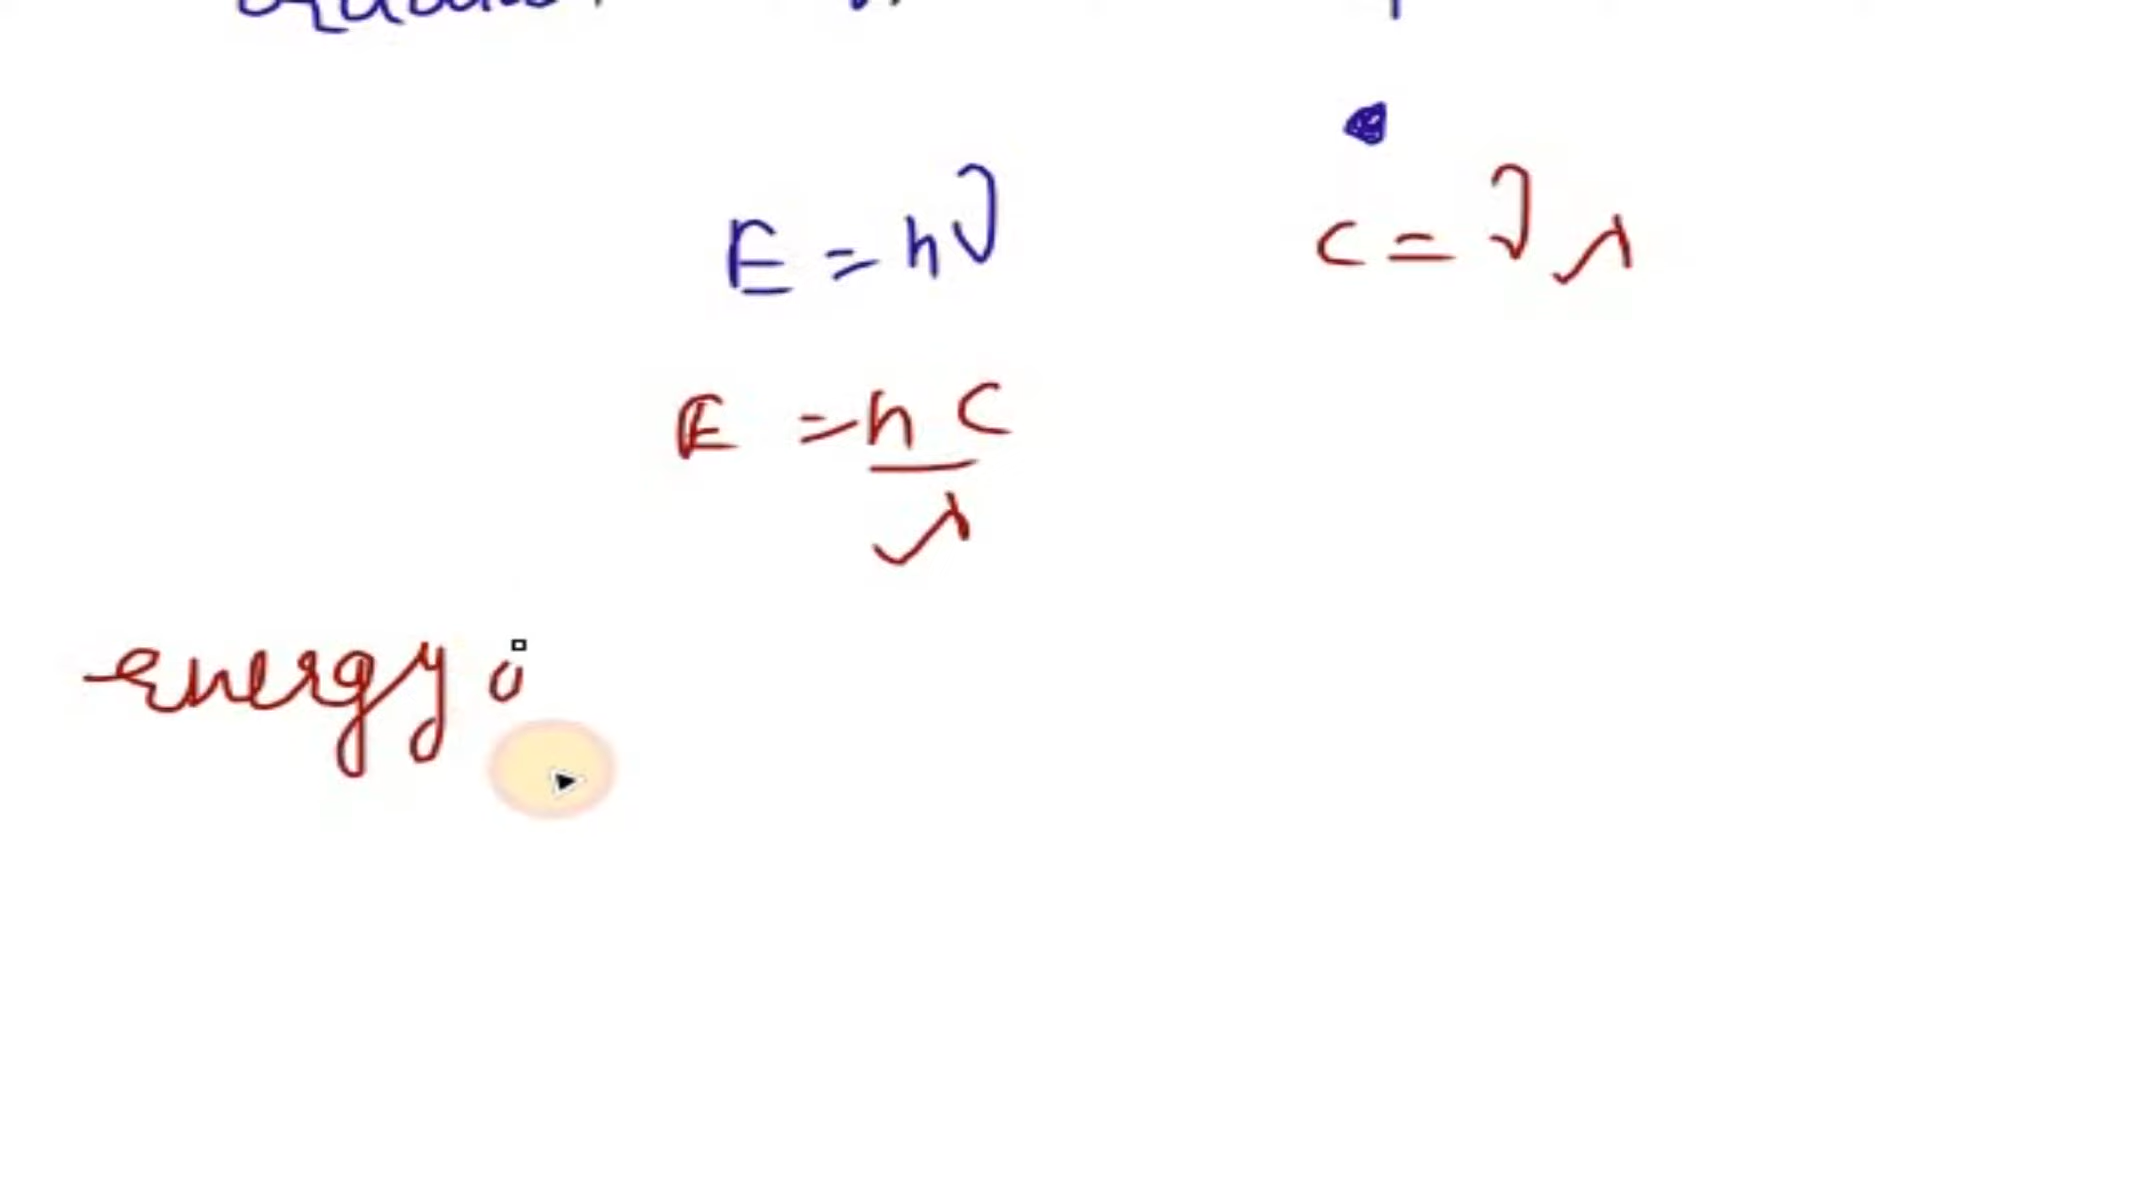 E = hν
c = νλ
E = hc/λ
energy o